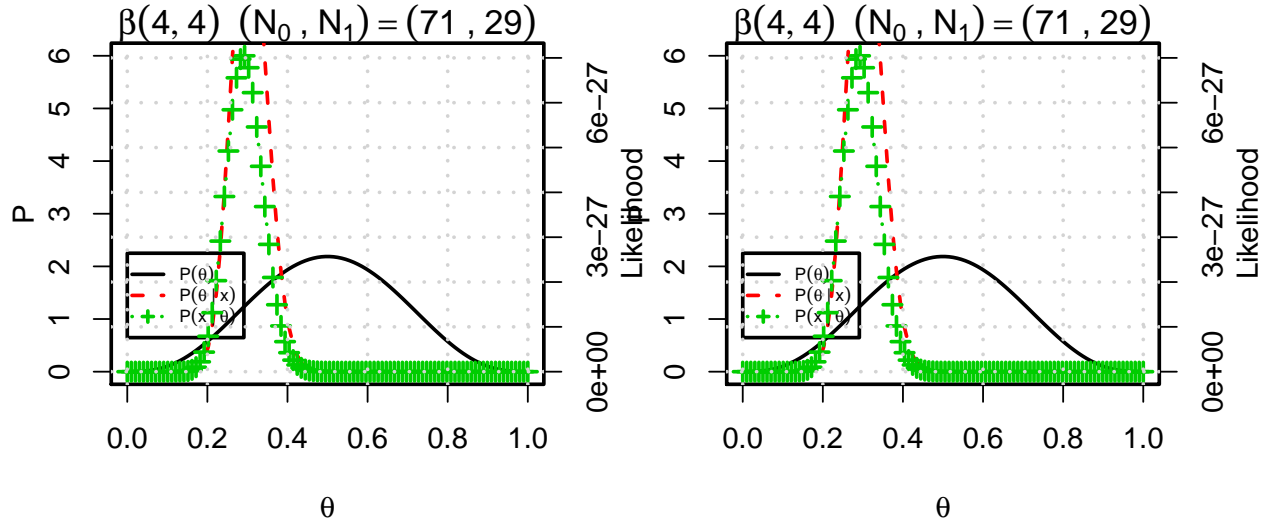 β(4, 4) (N0 , N1) = (71 , 29)
P
6
5
4
3
2
1
0
P(θ)
P(θ x)
P(x θ)
0.0 0.2 0.4 0.6 0.8 1.0
θ
0e+00 3e−27 6e−27
Likelihood
β(4, 4) (N0 , N1) = (71 , 29)
P
6
5
4
3
2
1
0
P(θ)
P(θ x)
P(x θ)
0.0 0.2 0.4 0.6 0.8 1.0
θ
0e+00 3e−27 6e−27
Likelihood